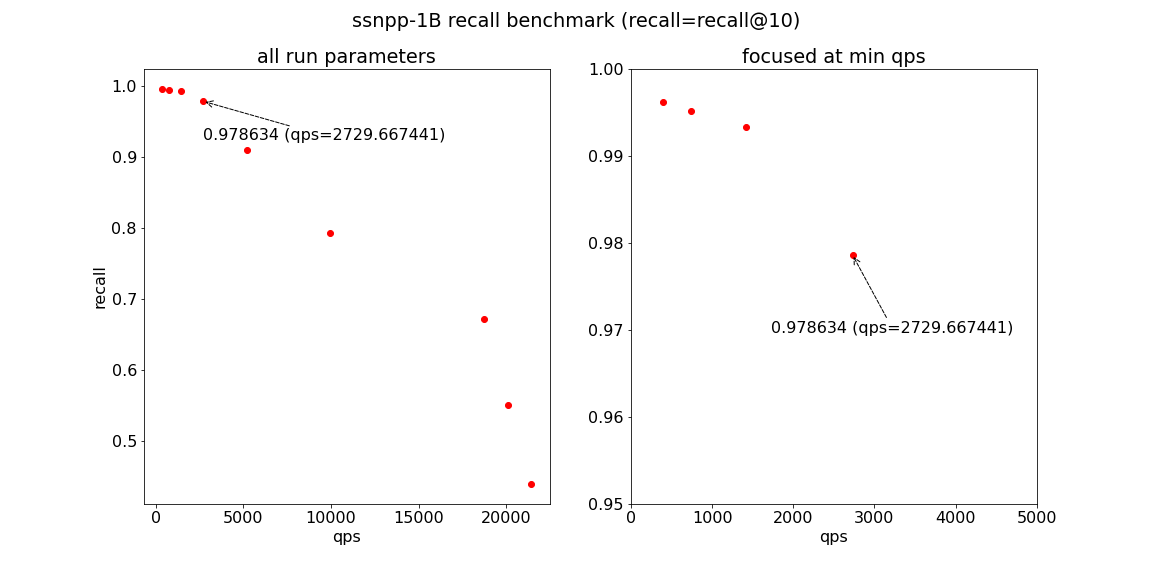 ssnpp-1B recall benchmark (recall=recall@10)
all run parameters
1.0
0.9
0.8
0.7
0.6
0.5
recall
0.978634 (qps=2729.667441)
0
5000
10000
15000
20000
qps
focused at min qps
1.00
0.99
0.98
0.97
0.96
0.95
0.978634 (qps=2729.667441)
0
1000
2000
3000
4000
5000
qps